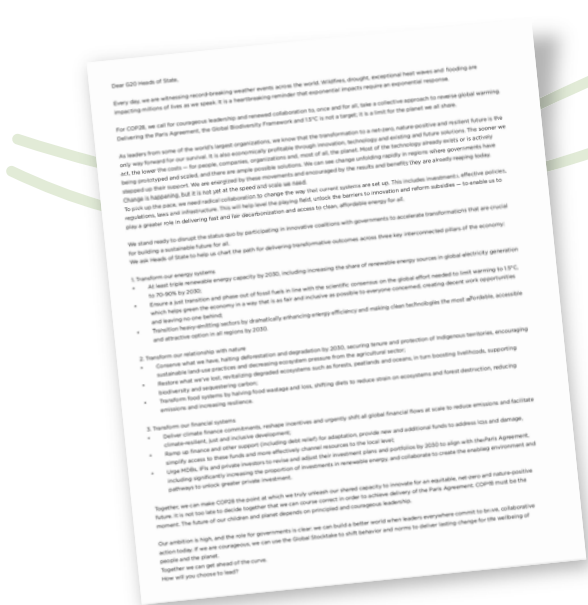 Dear G20 Heads of State,
Every day, we are witnessing record-breaking weather events across the world. Wildfires, drought, exceptional heat waves and flooding are
impacting millions of lives as we speak. It is a heartbreaking reminder that exponential impacts require an exponential response.
For COP28, we call for courageous leadership and renewed collaboration to, once and for all, take a collective approach to reverse global warming
Delivering the Paris Agreement, the Global Biodiversity Framework and 1.5°C is not a target; it is a limit for the planet we all share.
As leaders from some of the world's largest organizations, we know that the transformation to a net-zero, nature-positive and resilient future is the
only way forward for our survival. It is also economically profitable through innovation, technology and existing and future solutions. The sooner we
act, the lower the costs – for people, companies, organizations and, most of all, the planet. Most of the technology already exists or is actively
being prototyped and scaled, and there are ample possible solutions. We can see change unfolding rapidly in regions where governments have
stepped up their support. We are energized by these movements and encouraged by the results and benefits they are already reaping today.
Change is happening, but it is not yet at the speed and scale we need.
To pick up the pace, we need radical collaboration to change the way that current systems are set up. This includes investments, effective policies,
regulations, laws and infrastructure. This will help level the playing field, unlock the barriers to innovation and reform subsidies – to enable us to
play a greater role in delivering fast and fair decarbonization and access to clean, affordable energy for all.
We stand ready to disrupt the status quo by participating in innovative coalitions with governments to accelerate transformations that are crucial
for building a sustainable future for all.
We ask Heads of State to help us chart the path for delivering transformative outcomes across three key interconnected pillars of the economy:
1. Transform our energy systems
• At least triple renewable energy capacity by 2030, including increasing the share of renewable energy sources in global electricity generation
to 70-90% by 2030;
• Ensure a just transition and phase out of fossil fuels in line with the scientific consensus on the global effort needed to limit warming to 1.5°C,
which helps green the economy in a way that is as fair and inclusive as possible to everyone concerned, creating decent work opportunities
and leaving no one behind;
• Transition heavy-emitting sectors by dramatically enhancing energy efficiency and making clean technologies the most affordable, accessible
and attractive option in all regions by 2030.
2. Transform our relationship with nature
• Conserve what we have, halting deforestation and degradation by 2030, securing tenure and protection of Indigenous territories, encouraging
sustainable land-use practices and decreasing ecosystem pressure from the agricultural sector;
• Restore what we've lost, revitalizing degraded ecosystems such as forests, peatlands and oceans, in turn boosting livelihoods, supporting
biodiversity and sequestering carbon;
• Transform food systems by halving food wastage and loss, shifting diets to reduce strain on ecosystems and forest destruction, reducing
emissions and increasing resilience.
3. Transform our financial systems
• Deliver climate finance commitments, reshape incentives and urgently shift all global financial flows at scale to reduce emissions and facilitate
climate-resilient, just and inclusive development;
• Ramp up finance and other support (including debt relief) for adaptation, provide new and additional funds to address loss and damage,
simplify access to these funds and more effectively channel resources to the local level;
• Urge MDBs, IFIs and private investors to revise and adjust their investment plans and portfolios by 2030 to align with the Paris Agreement,
including significantly increasing the proportion of investments in renewable energy, and collaborate to create the enabling environment and
pathways to unlock greater private investment.
Together, we can make COP28 the point at which we truly unleash our shared capacity to innovate for an equitable, net-zero and nature-positive
future. It is not too late to decide together that we can course correct in order to achieve delivery of the Paris Agreement. COP28 must be the
moment. The future of our children and planet depends on principled and courageous leadership.
Our ambition is high, and the role for governments is clear: we can build a better world when leaders everywhere commit to brave, collaborative
action today. If we are courageous, we can use the Global Stocktake to shift behavior and norms to deliver lasting change for the wellbeing of
people and the planet.
Together we can get ahead of the curve.
How will you choose to lead?